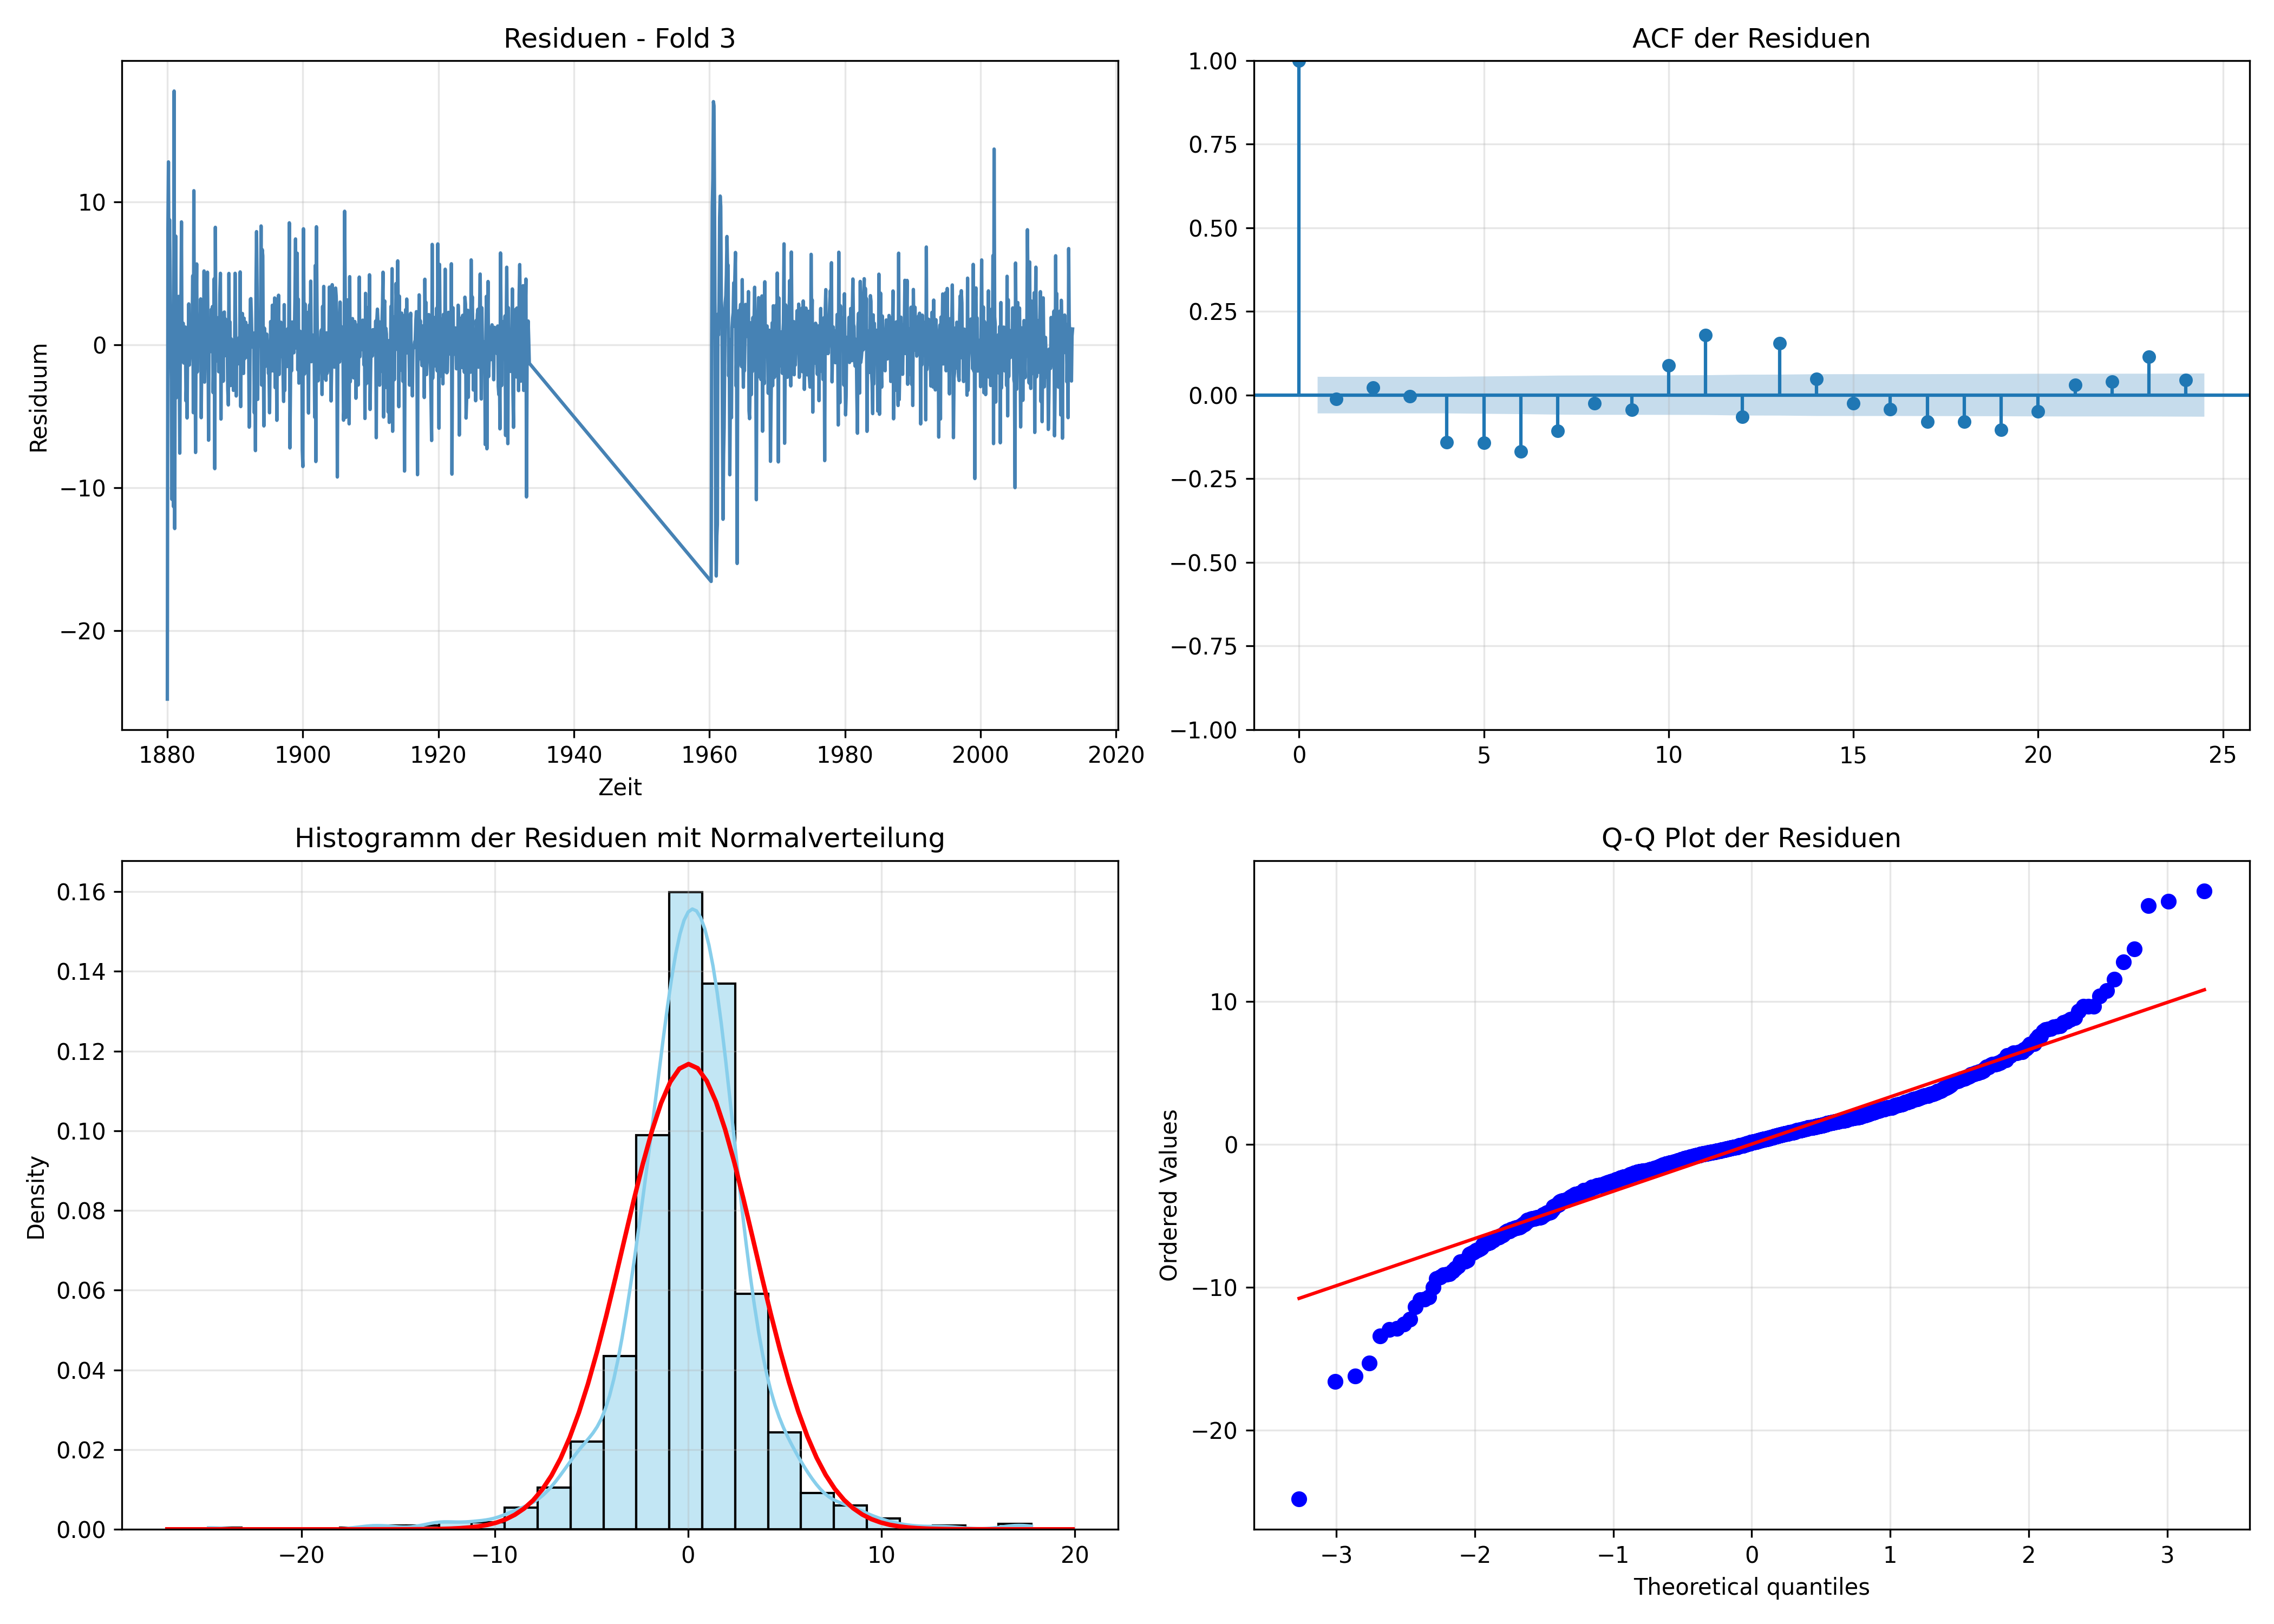 Residuen - Fold 3
Residuum
10
0
−10
−20
1880 1900 1920 1940 1960 1980 2000 2020
Zeit
ACF der Residuen
1.00
0.75
0.50
0.25
0.00
−0.25
−0.50
−0.75
−1.00
0 5 10 15 20 25
Histogramm der Residuen mit Normalverteilung
Density
0.16
0.14
0.12
0.10
0.08
0.06
0.04
0.02
0.00
−20 −10 0 10 20
Q-Q Plot der Residuen
Ordered Values
10
0
−10
−20
−3 −2 −1 0 1 2 3
Theoretical quantiles